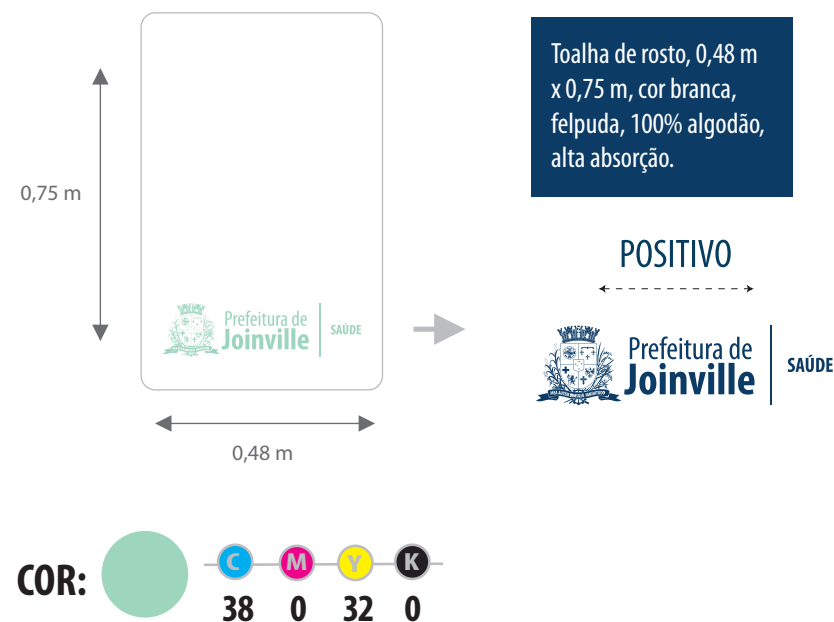 0,75 m
Prefeitura de
Joinville
SAÚDE
0,48 m
Toalha de rosto, 0,48 m
x 0,75 m, cor branca,
felpuda, 100% algodão,
alta absorção.
POSITIVO
Prefeitura de
Joinville
SAÚDE
COR:
C M Y K
38 0 32 0